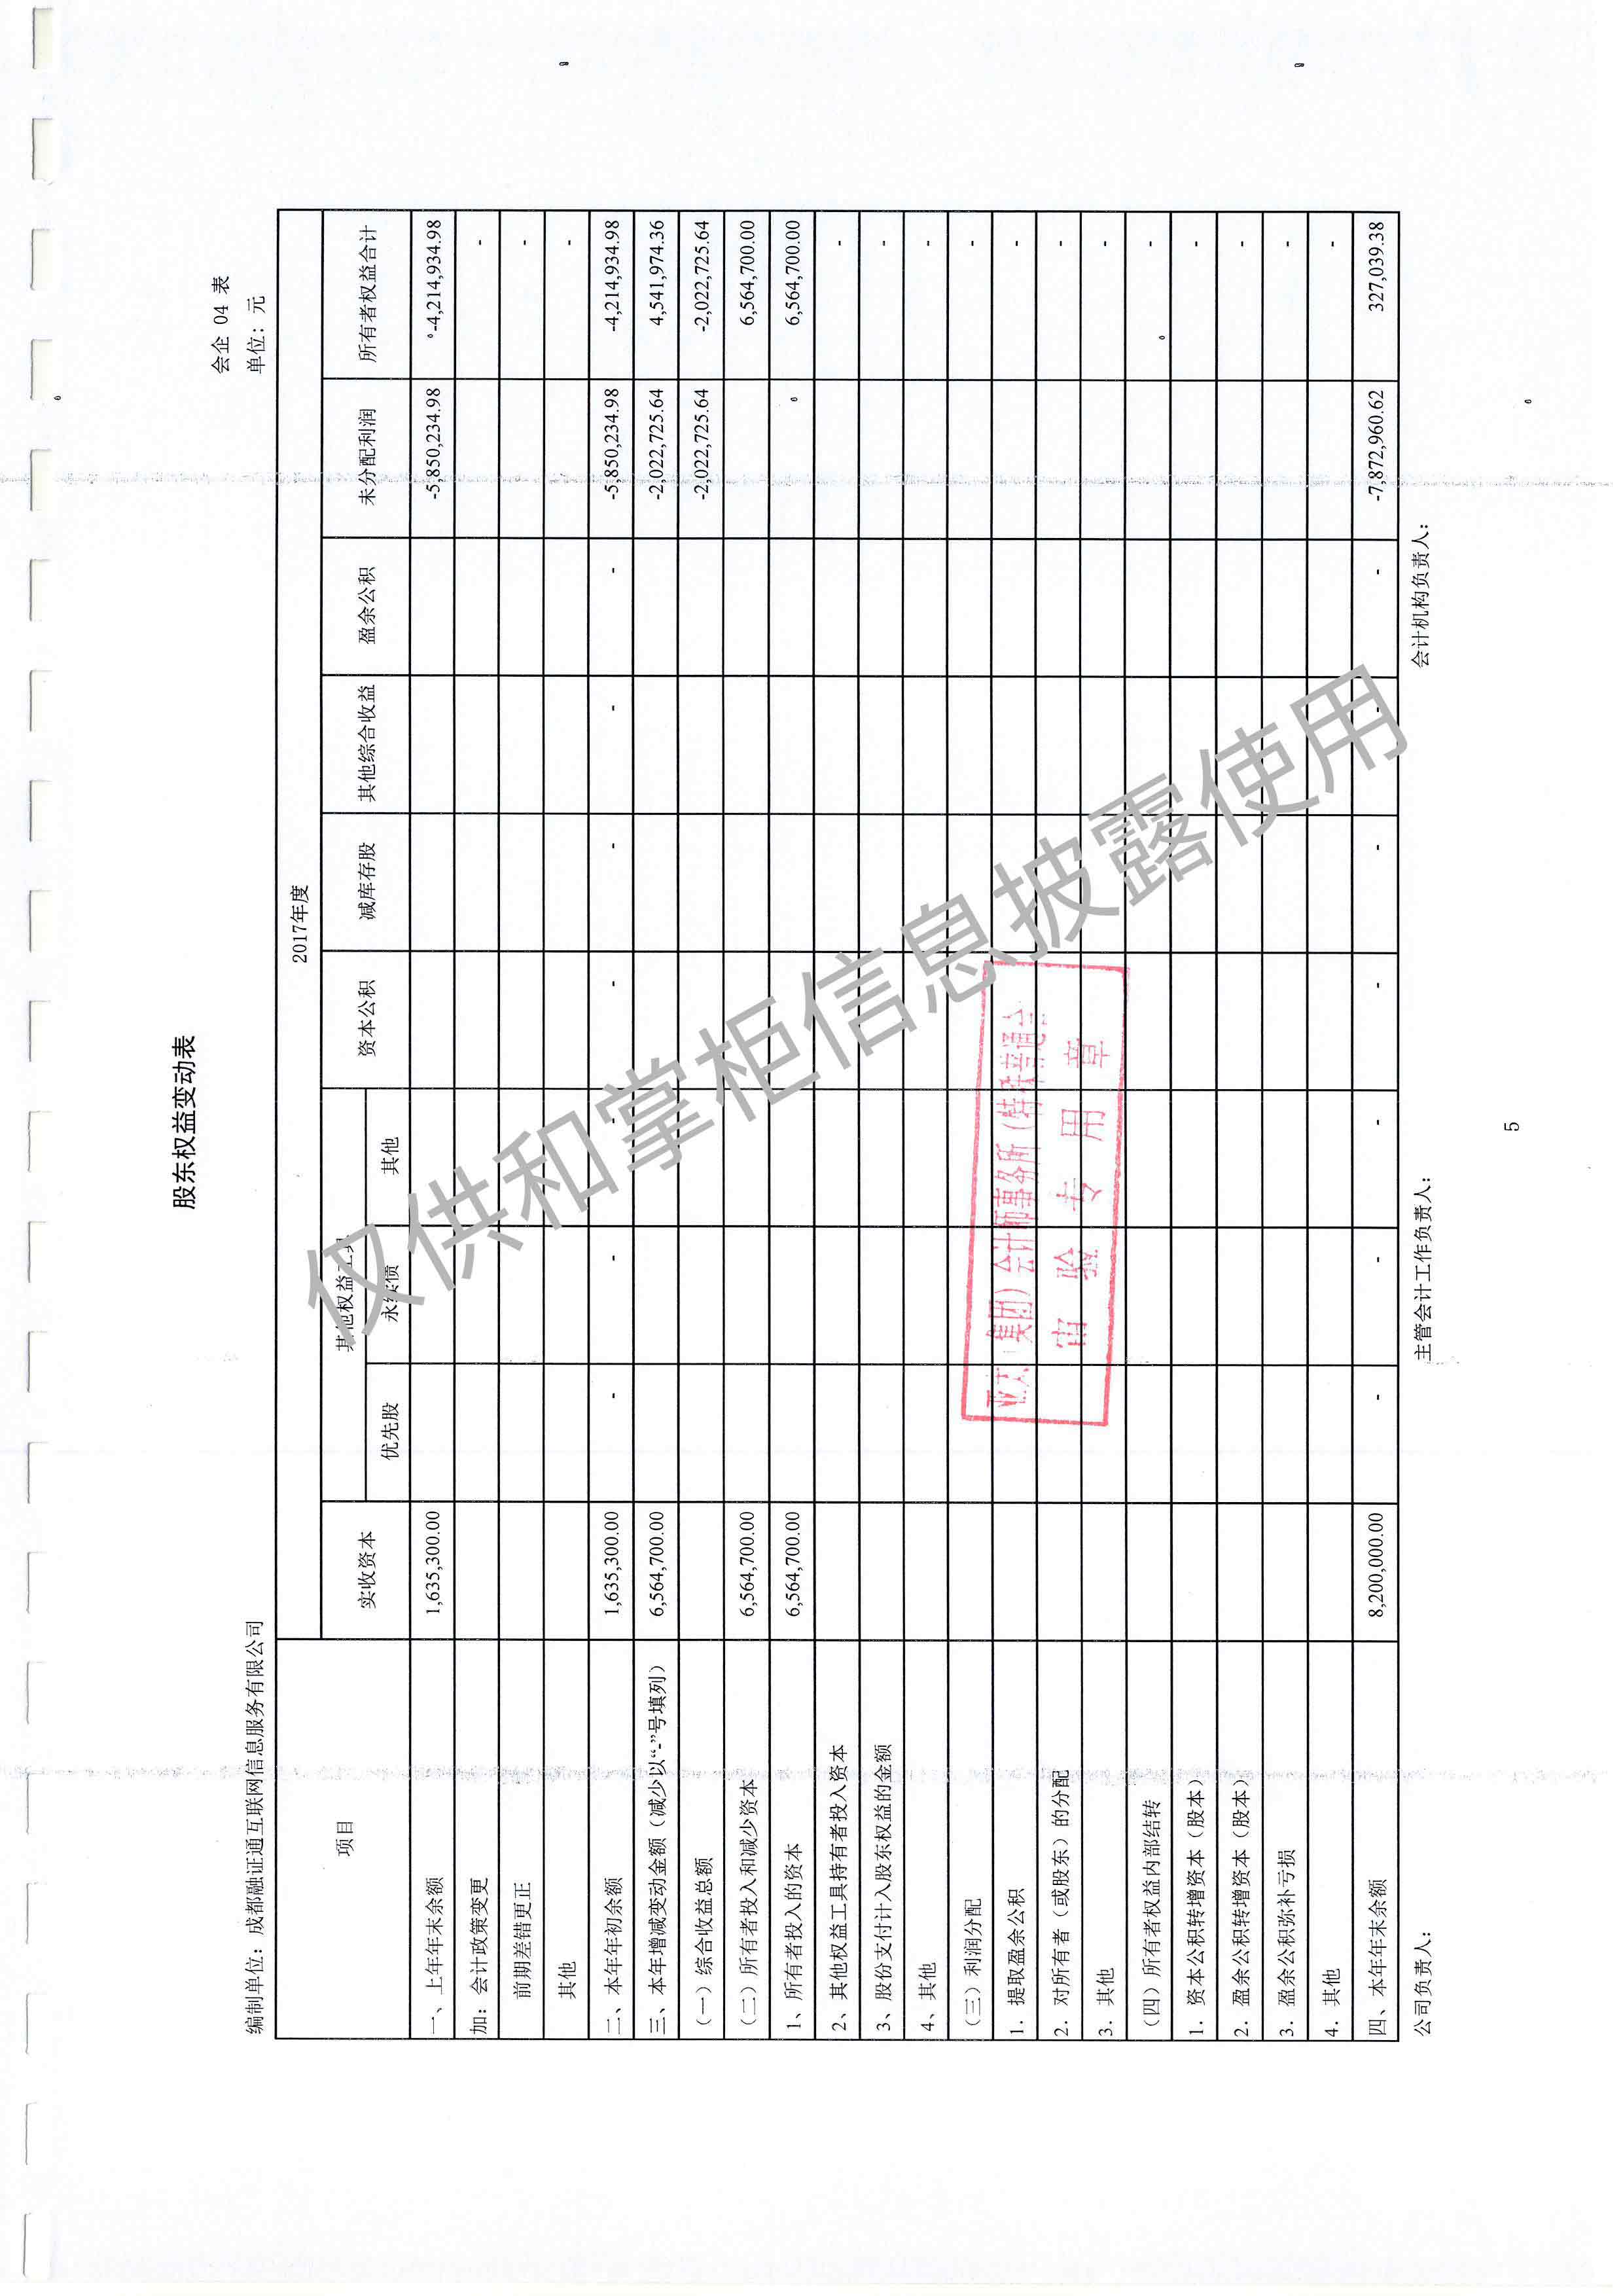 股东权益变动表
会企 04 表
编制单位：成都融证通互联网信息服务有限公司 单位：元
项目 2017年度
实收资本 其他权益工具 资本公积 减库存股 其他综合收益 盈余公积 未分配利润 所有者权益合计
优先股 永续债 其他
一、上年年末余额 1,635,300.00 -5,850,234.98 -4,214,934.98
加：会计政策变更 -
前期差错更正 -
其他 -
二、本年年初余额 1,635,300.00 - - - - - - - -5,850,234.98 -4,214,934.98
三、本年增减变动金额（减少以“-”号填列） 6,564,700.00 -2,022,725.64 4,541,974.36
（一）综合收益总额 -2,022,725.64 -2,022,725.64
（二）所有者投入和减少资本 6,564,700.00 6,564,700.00
1、所有者投入的资本 6,564,700.00 6,564,700.00
2、其他权益工具持有者投入资本 -
3、股份支付计入股东权益的金额 -
4、其他 -
（三）利润分配 -
1. 提取盈余公积 -
2. 对所有者（或股东）的分配 -
3. 其他 -
（四）所有者权益内部结转 -
1. 资本公积转增资本（股本） -
2. 盈余公积转增资本（股本） -
3. 盈余公积弥补亏损 -
4. 其他 -
四、本年年末余额 8,200,000.00 - - - - - - - -7,872,960.62 327,039.38
公司负责人： 主管会计工作负责人： 会计机构负责人：
5
（集团）会计师事务所（特殊普通
审验专用章
仅供和掌柜信息披露使用